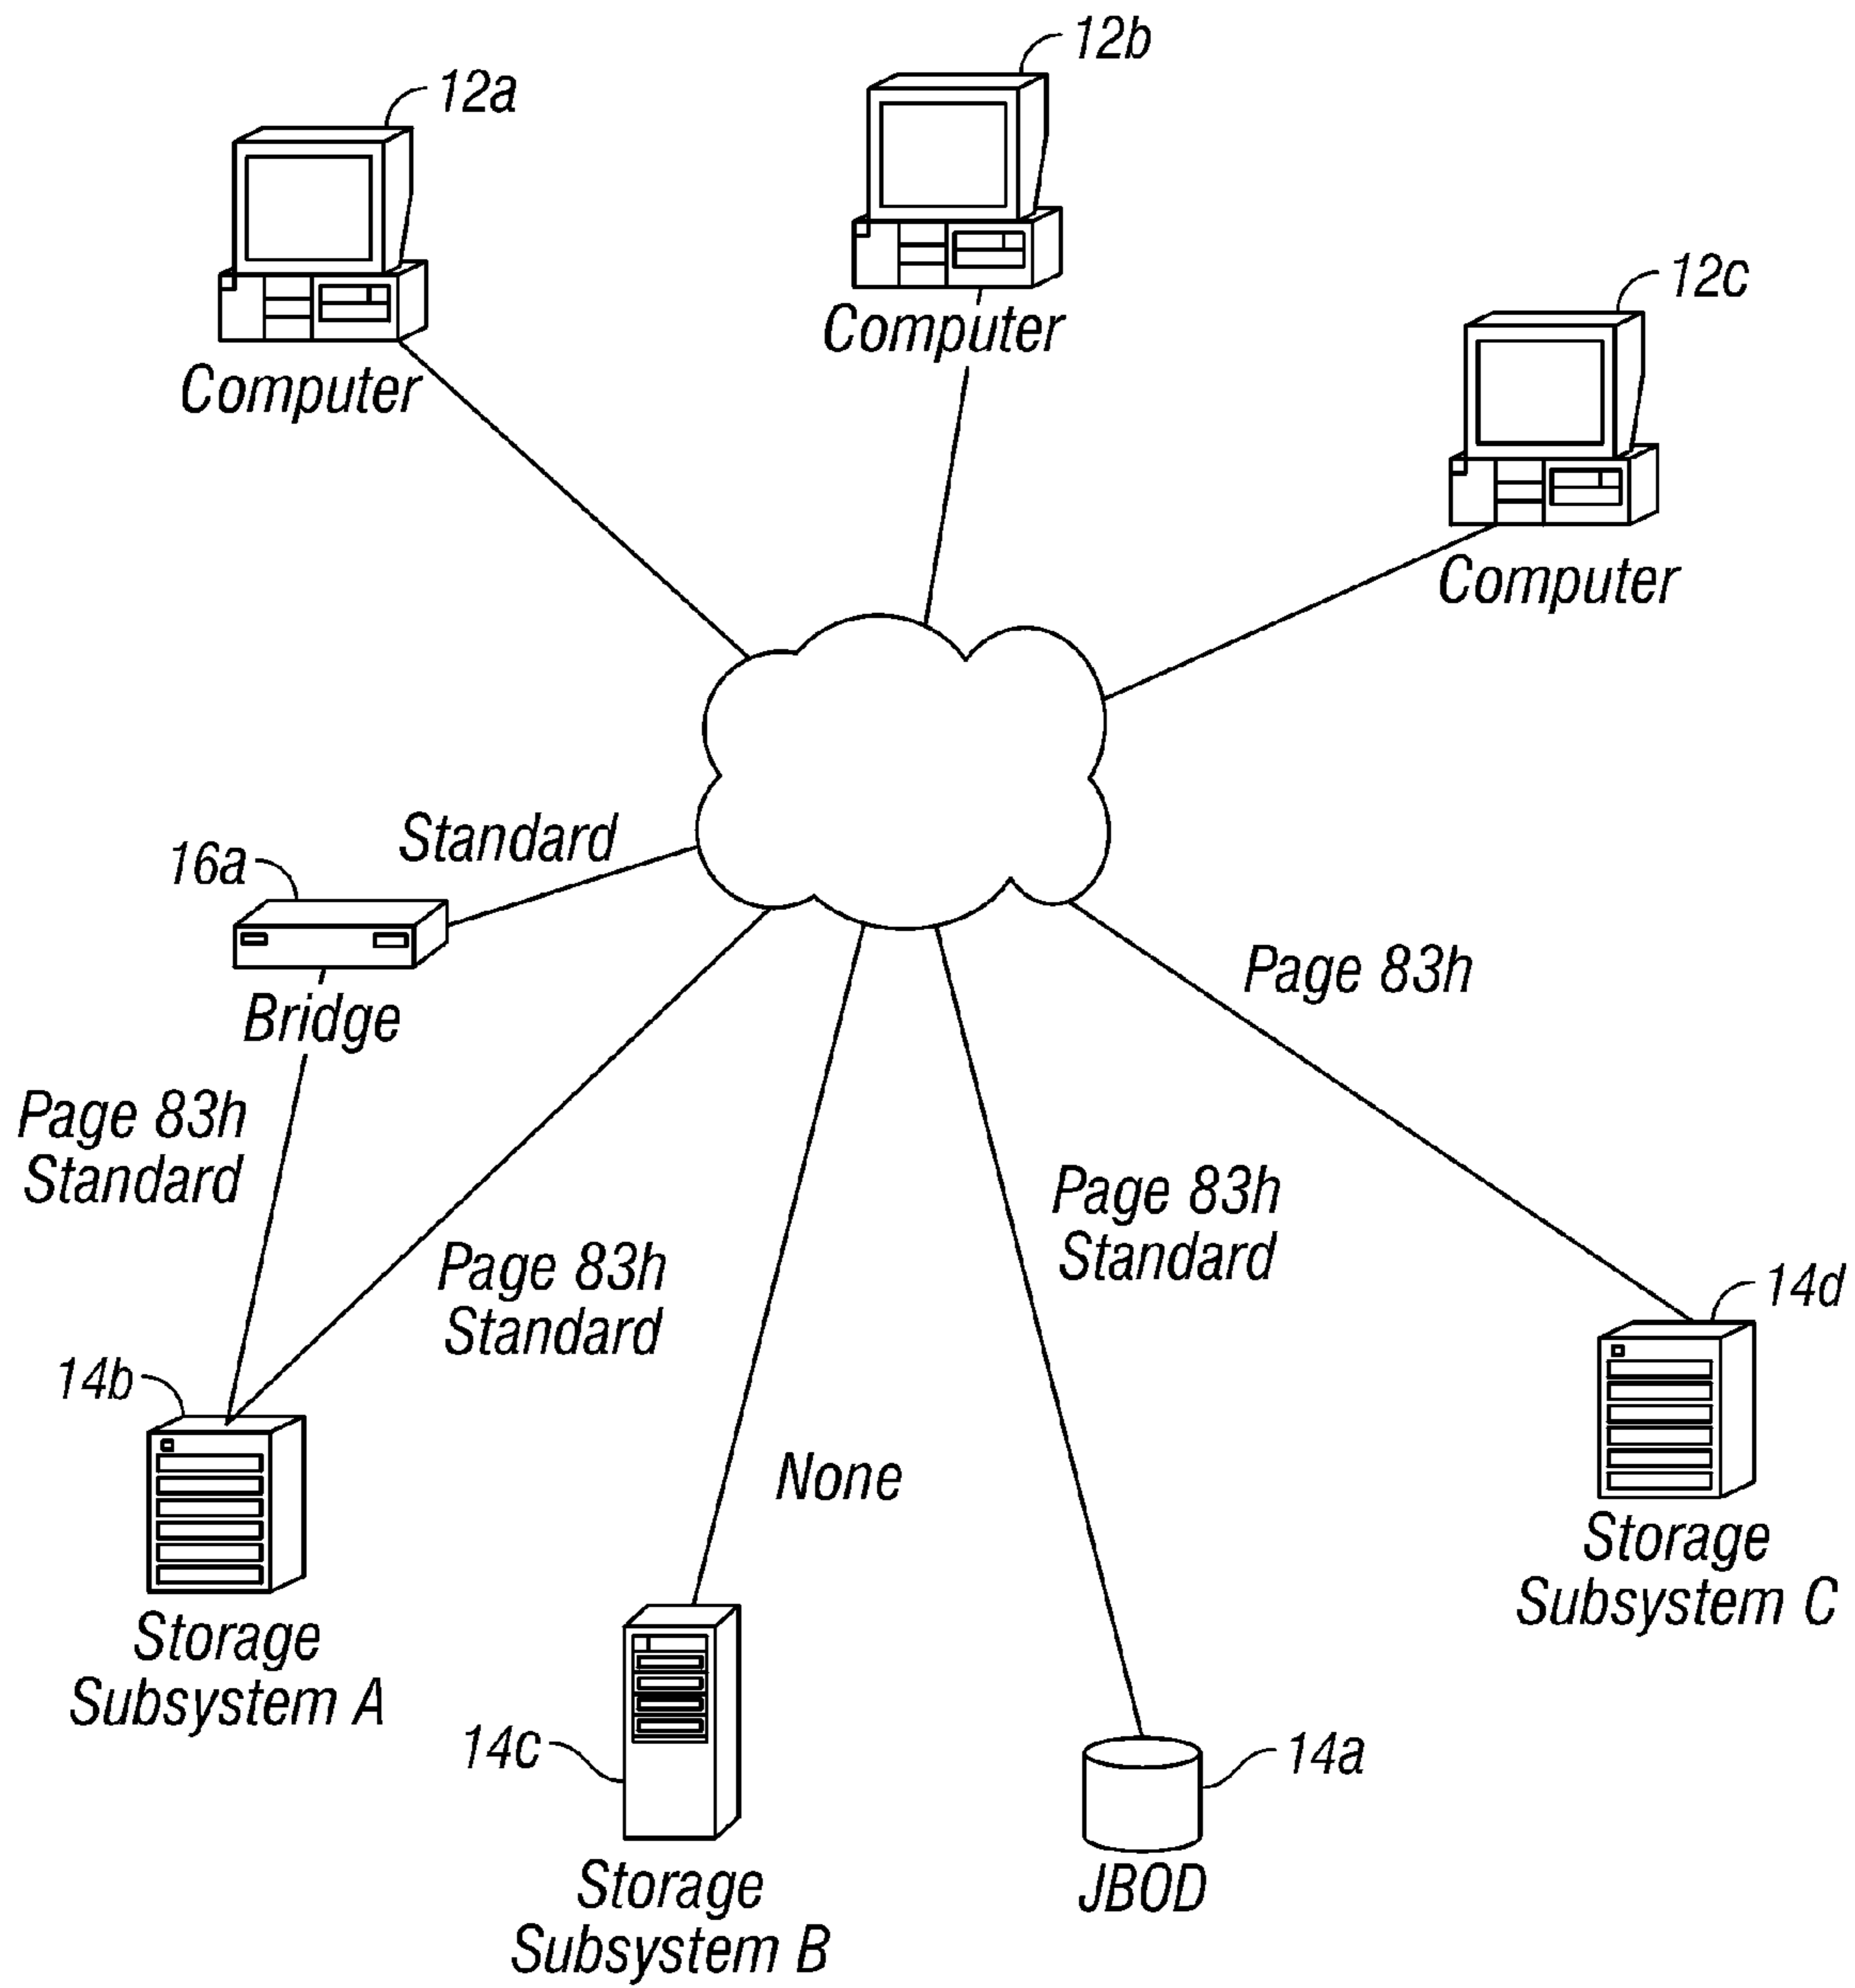 12b
12a
Computer
12c
Computer
Computer
Standard
16a
Bridge
Page 83h
Page 83h
Standard
Page 83h
Standard
Page 83h
Standard
14d
14b
None
Storage
Subsystem C
Storage
Subsystem A
14c
14a
Storage
Subsystem B
JBOD